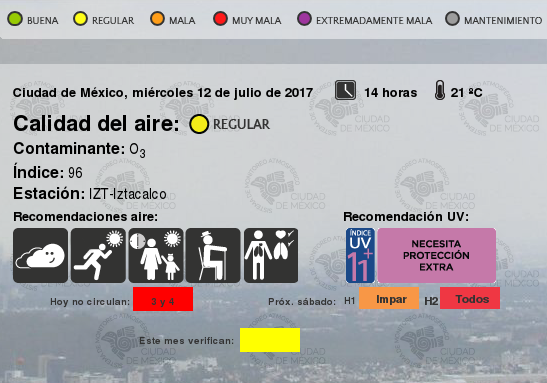 BUENA REGULAR MALA MUY MALA EXTREMADAMENTE MALA MANTENIMIENTO
Ciudad de México, miércoles 12 de julio de 2017 14 horas 21 ºC
Calidad del aire: REGULAR
Contaminante: O3
Índice: 96
Estación: IZT-Iztacalco
Recomendaciones aire: Recomendación UV:
ÍNDICE
UV
11+
NECESITA
PROTECCIÓN
EXTRA
Hoy no circulan: 3 y 4 Próx. sábado: H1 Impar H2 Todos
Este mes verifican:
CIUDAD
DE MÉXICO